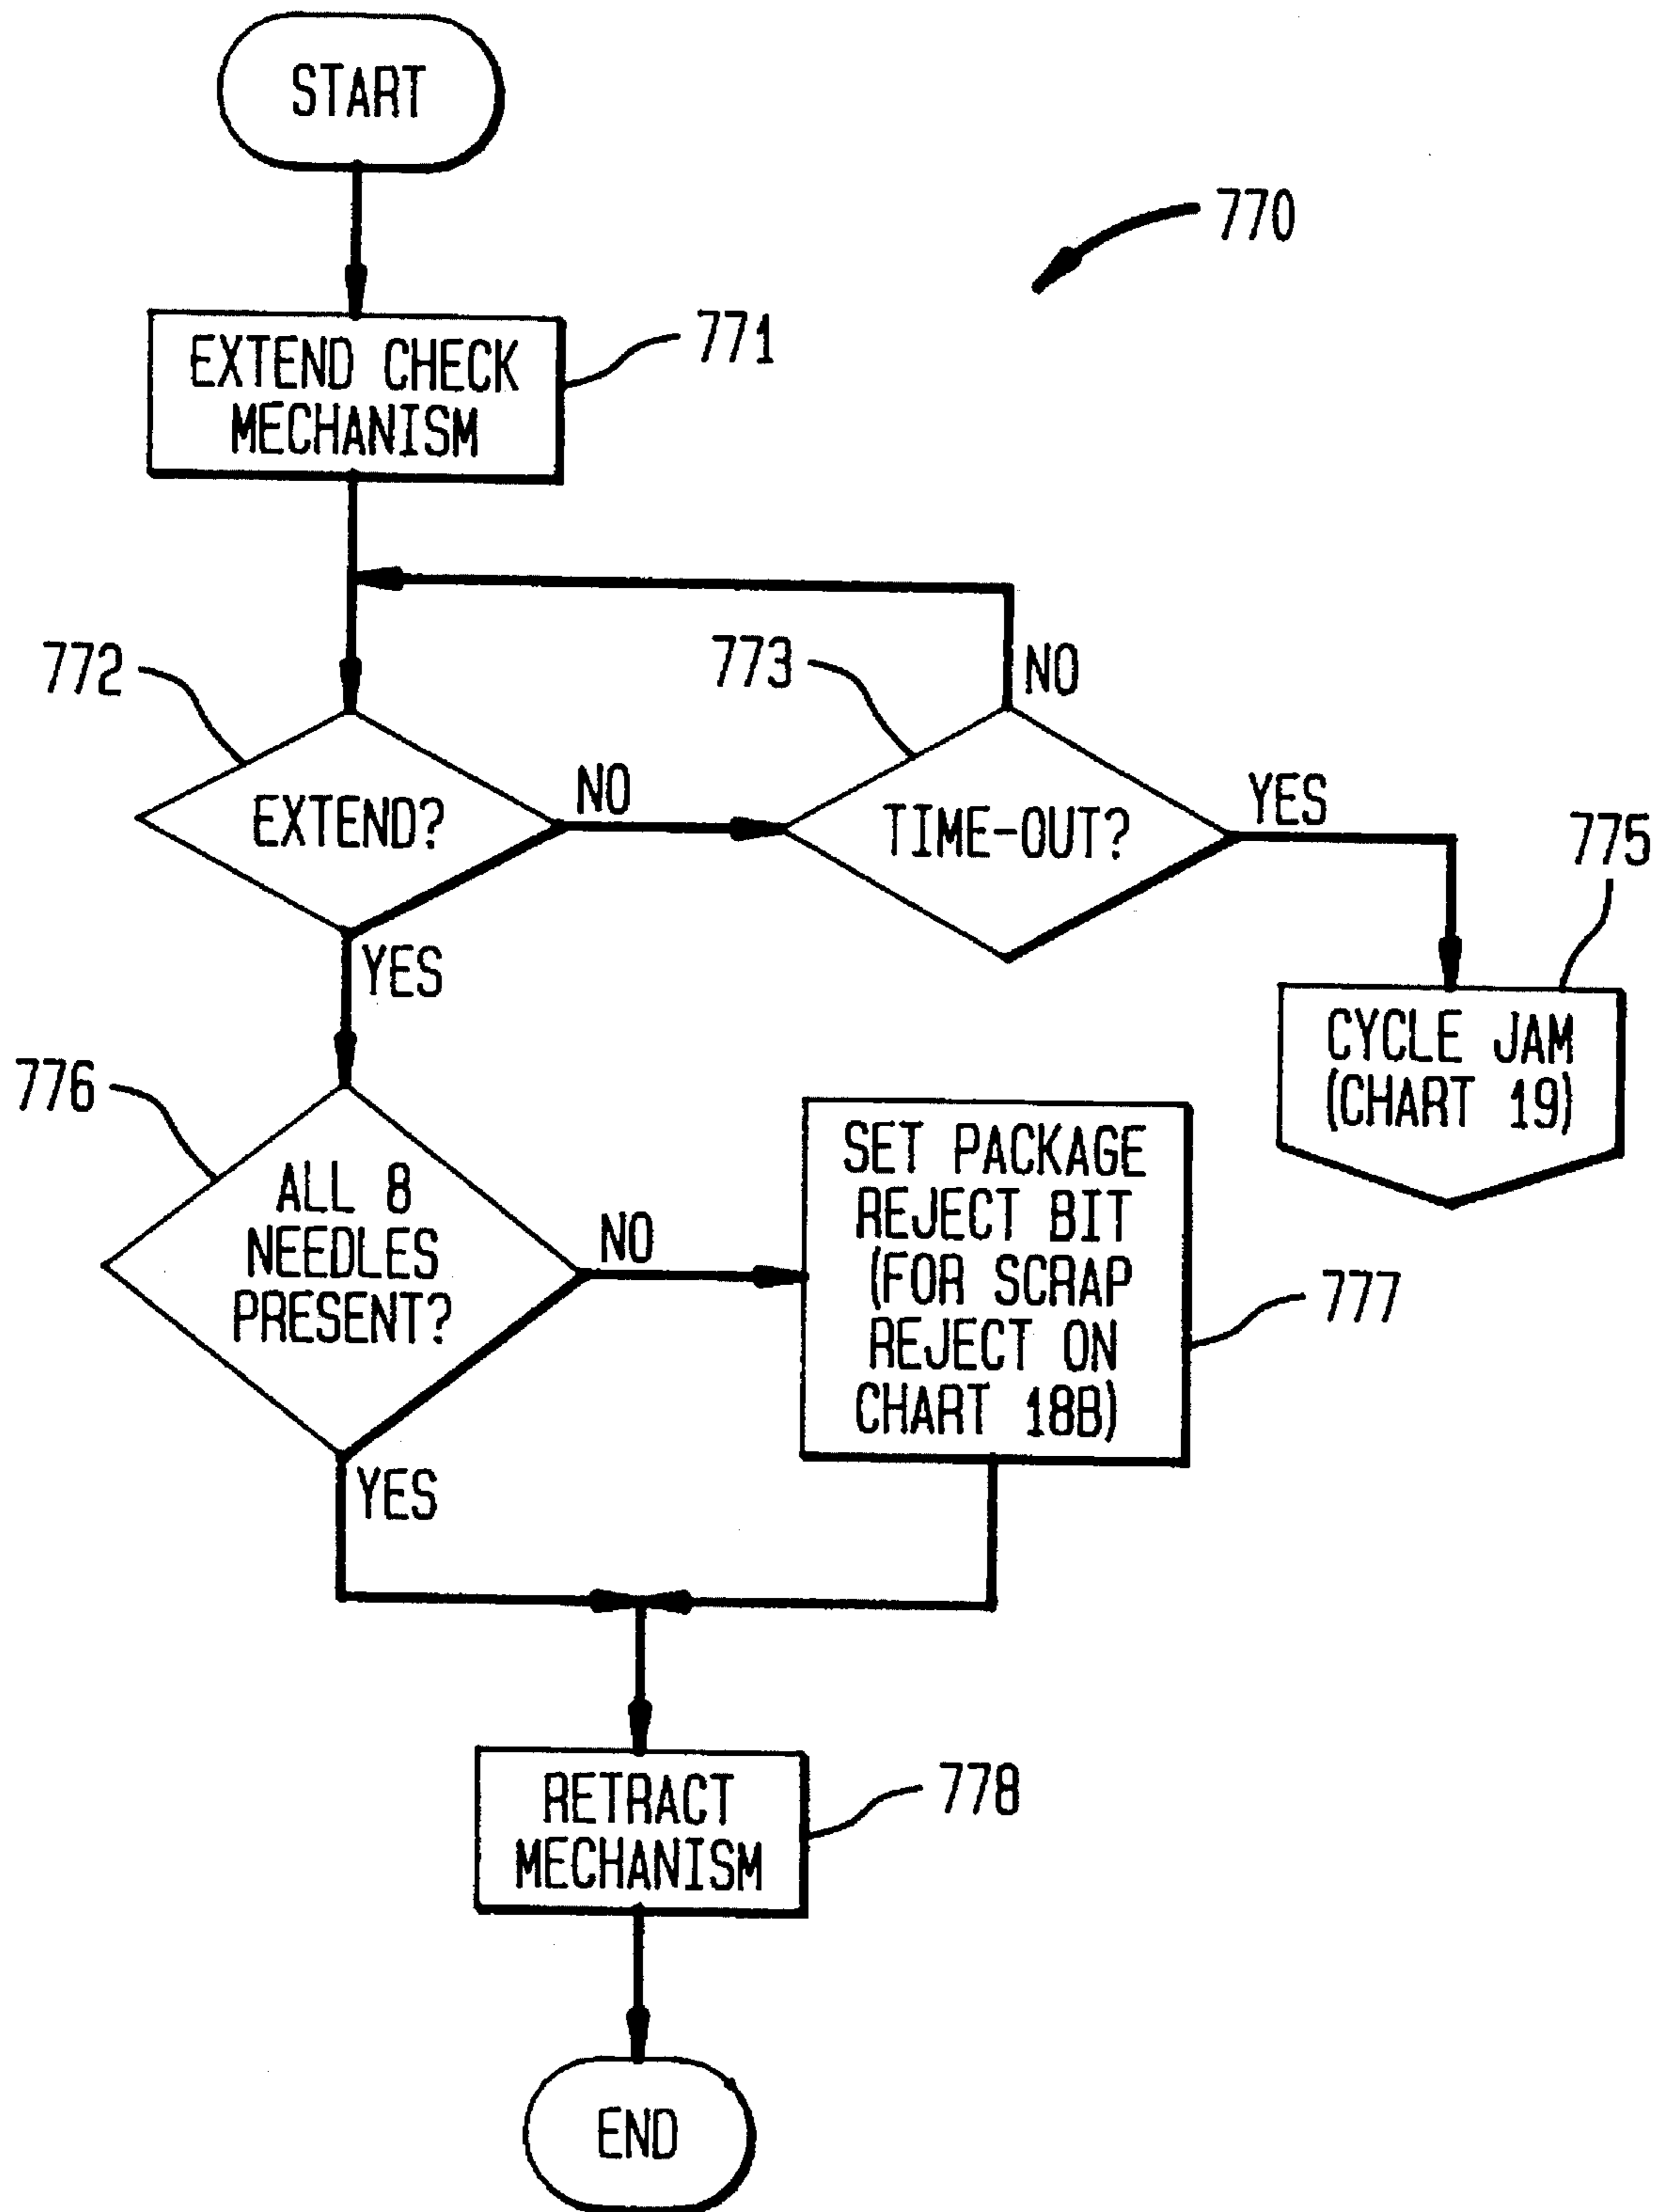 START
770
EXTEND CHECK
MECHANISM
771
772
EXTEND?
NO
773
NO
TIME-OUT?
YES
775
CYCLE JAM
(CHART 19)
YES
776
ALL 8
NEEDLES
PRESENT?
NO
SET PACKAGE
REJECT BIT
(FOR SCRAP
REJECT ON
CHART 18B)
777
YES
RETRACT
MECHANISM
778
END